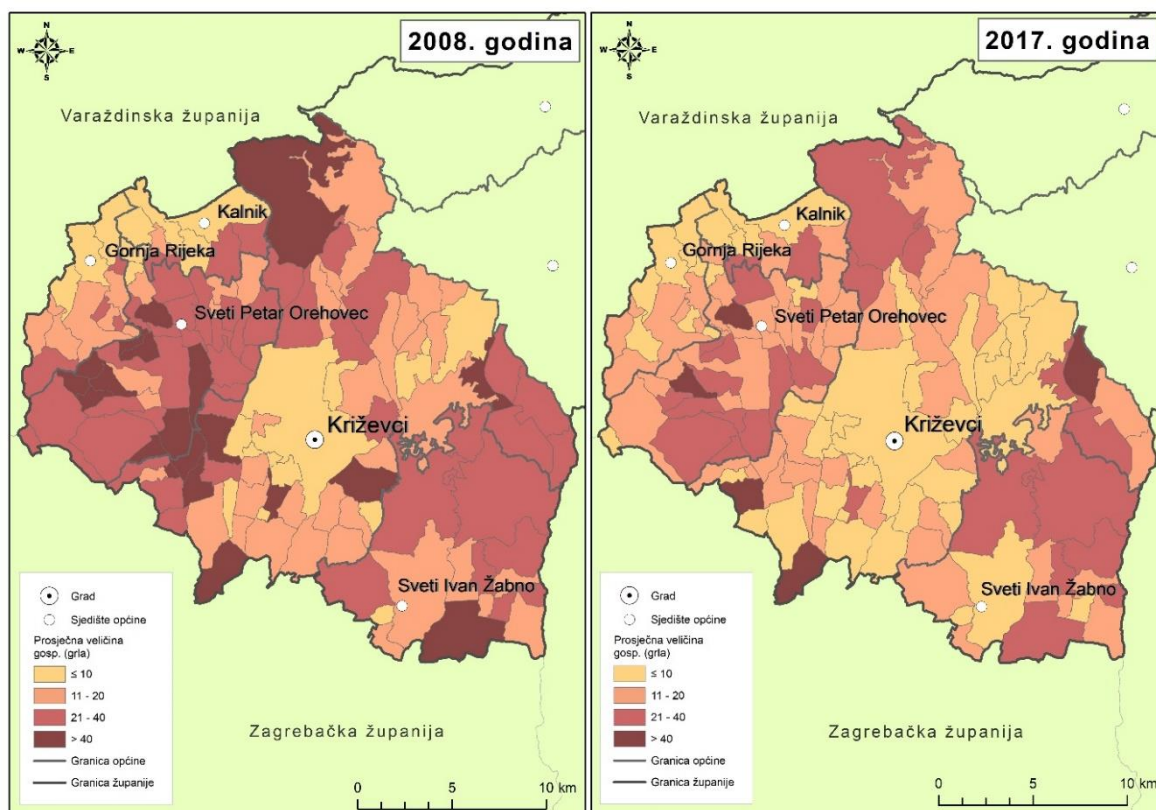 2008. godina
N
W E
S
Varaždinska županija
Kalnik
Gornja Rijeka
Sveti Petar Orehovec
Križevci
Sveti Ivan Žabno
Grad
Sjedište općine
Prosječna veličina
gosp. (grla)
≤ 10
11 - 20
21 - 40
> 40
Granica općine
Granica županije
Zagrebačka županija
0 5 10 km
2017. godina
N
W E
S
Varaždinska županija
Kalnik
Gornja Rijeka
Sveti Petar Orehovec
Križevci
Sveti Ivan Žabno
Grad
Sjedište općine
Prosječna veličina
gosp. (grla)
≤ 10
11 - 20
21 - 40
> 40
Granica općine
Granica županije
Zagrebačka županija
0 5 10 km